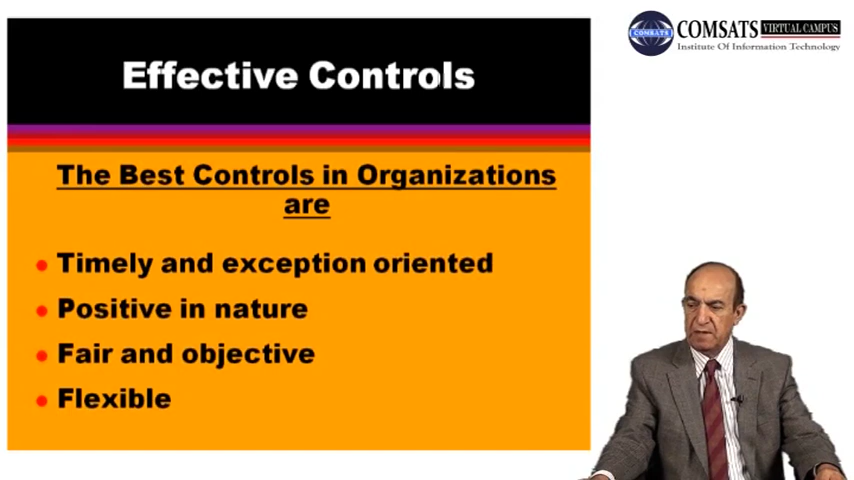 Effective Controls
The Best Controls in Organizations
are
Timely and exception oriented
Positive in nature
Fair and objective
Flexible
COMSATS
COMSATS VIRTUAL CAMPUS
Institute Of Information Technology